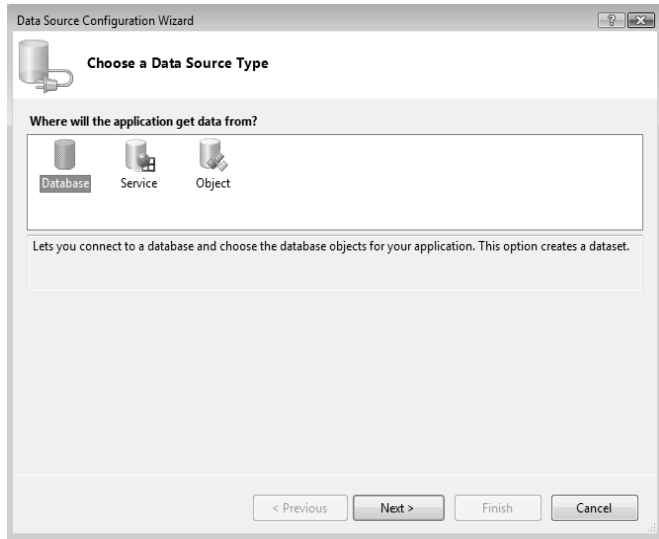 Data Source Configuration Wizard
Choose a Data Source Type
Where will the application get data from?
Database Service Object
Lets you connect to a database and choose the database objects for your application. This option creates a dataset.
< Previous Next > Finish Cancel